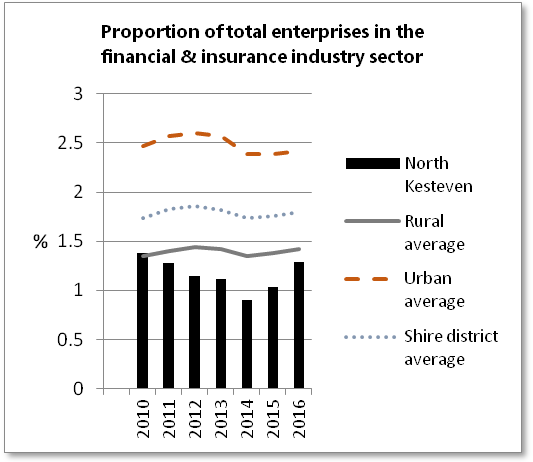 Proportion of total enterprises in the
financial & insurance industry sector
3
2.5
2
1.5
1
0.5
0
%
2010
2011
2012
2013
2014
2015
2016
North
Kesteven
Rural
average
Urban
average
Shire district
average